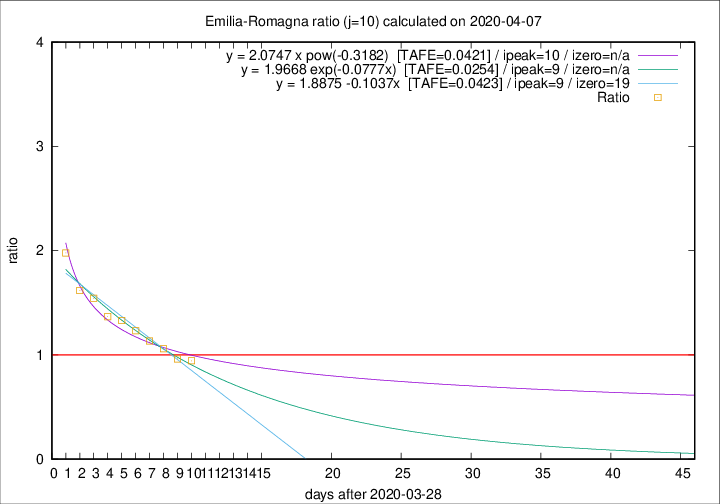 Emilia-Romagna ratio (j=10) calculated on 2020-04-07
y = 2.0747 x pow(-0.3182) [TAFE=0.0421] / ipeak=10 / izero=n/a
y = 1.9668 exp(-0.0777x) [TAFE=0.0254] / ipeak=9 / izero=n/a
y = 1.8875 -0.1037x [TAFE=0.0423] / ipeak=9 / izero=19
Ratio
4
3
2
1
0
ratio
0 1 2 3 4 5 6 7 8 9 10 11 12 13 14 15 20 25 30 35 40 45
days after 2020-03-28